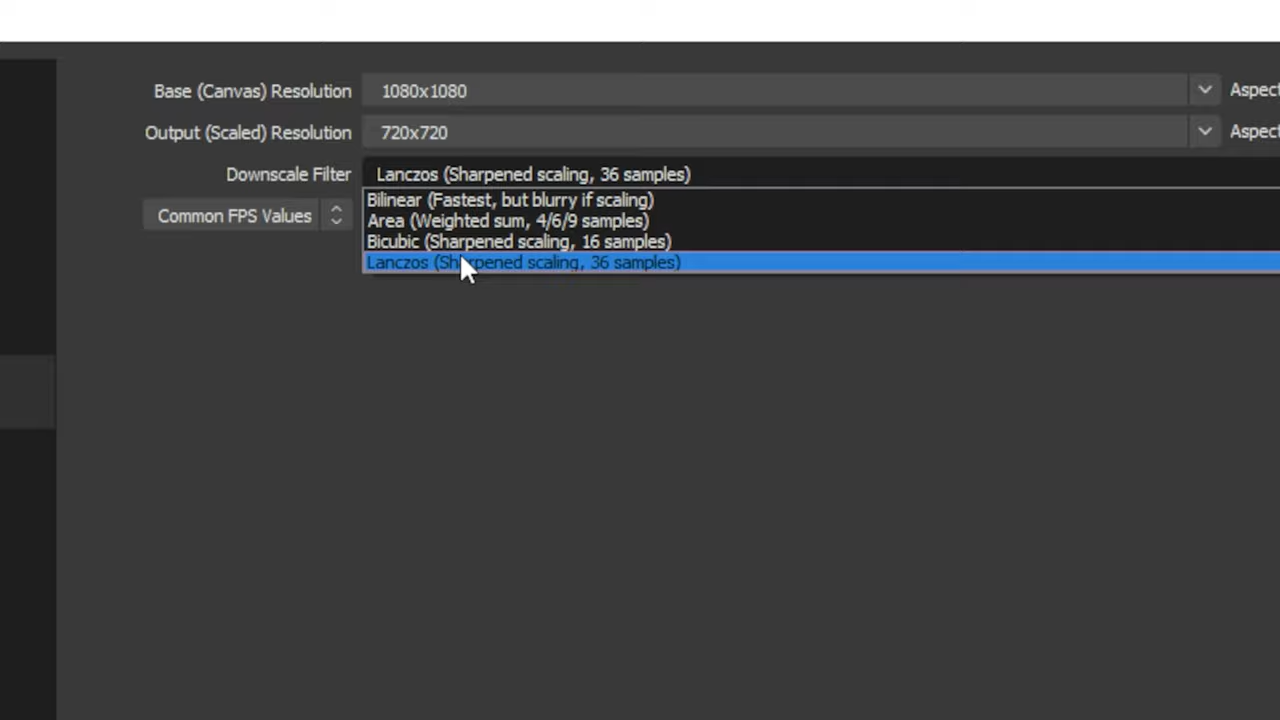 Base (Canvas) Resolution 1080x1080 Aspect
Output (Scaled) Resolution 720x720 Aspect
Downscale Filter Lanczos (Sharpened scaling, 36 samples)
Bilinear (Fastest, but blurry if scaling)
Common FPS Values Area (Weighted sum, 4/6/9 samples)
Bicubic (Sharpened scaling, 16 samples)
Lanczos (Sharpened scaling, 36 samples)